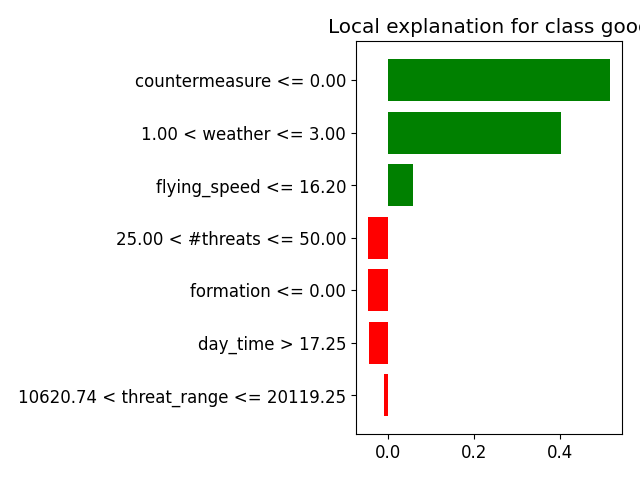 Local explanation for class goo
countermeasure <= 0.00
1.00 < weather <= 3.00
flying_speed <= 16.20
25.00 < #threats <= 50.00
formation <= 0.00
day_time > 17.25
10620.74 < threat_range <= 20119.25
0.0 0.2 0.4